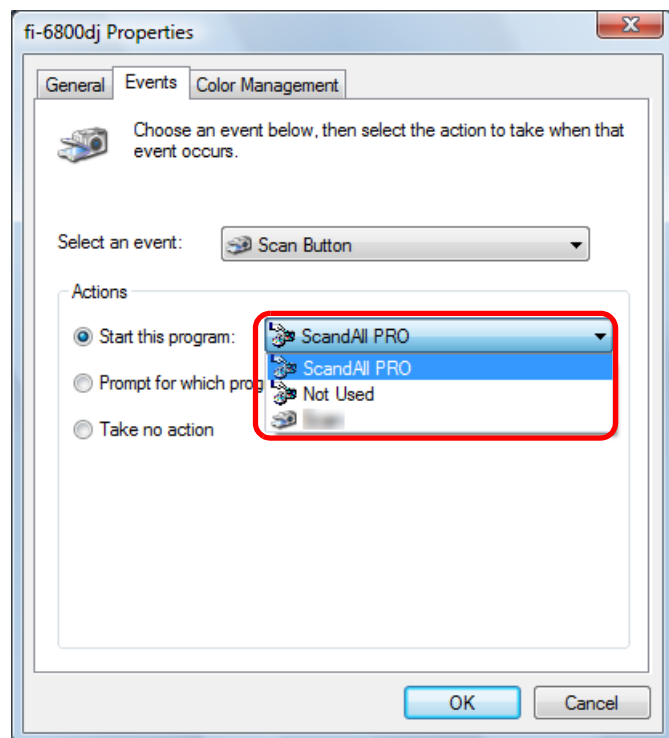 fi-6800dj Properties
General Events Color Management
Choose an event below, then select the action to take when that
event occurs.
Select an event: Scan Button
Actions
Start this program: ScandAll PRO
ScandAll PRO
Prompt for which prog
Not Used
Take no action
OK Cancel